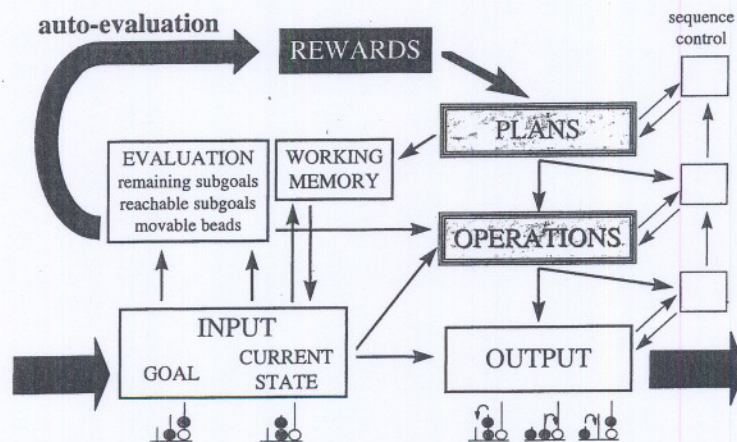 auto-evaluation
REWARDS
sequence
control
PLANS
EVALUATION
remaining subgoals
reachable subgoals
movable beads
WORKING
MEMORY
OPERATIONS
INPUT
GOAL
CURRENT
STATE
OUTPUT